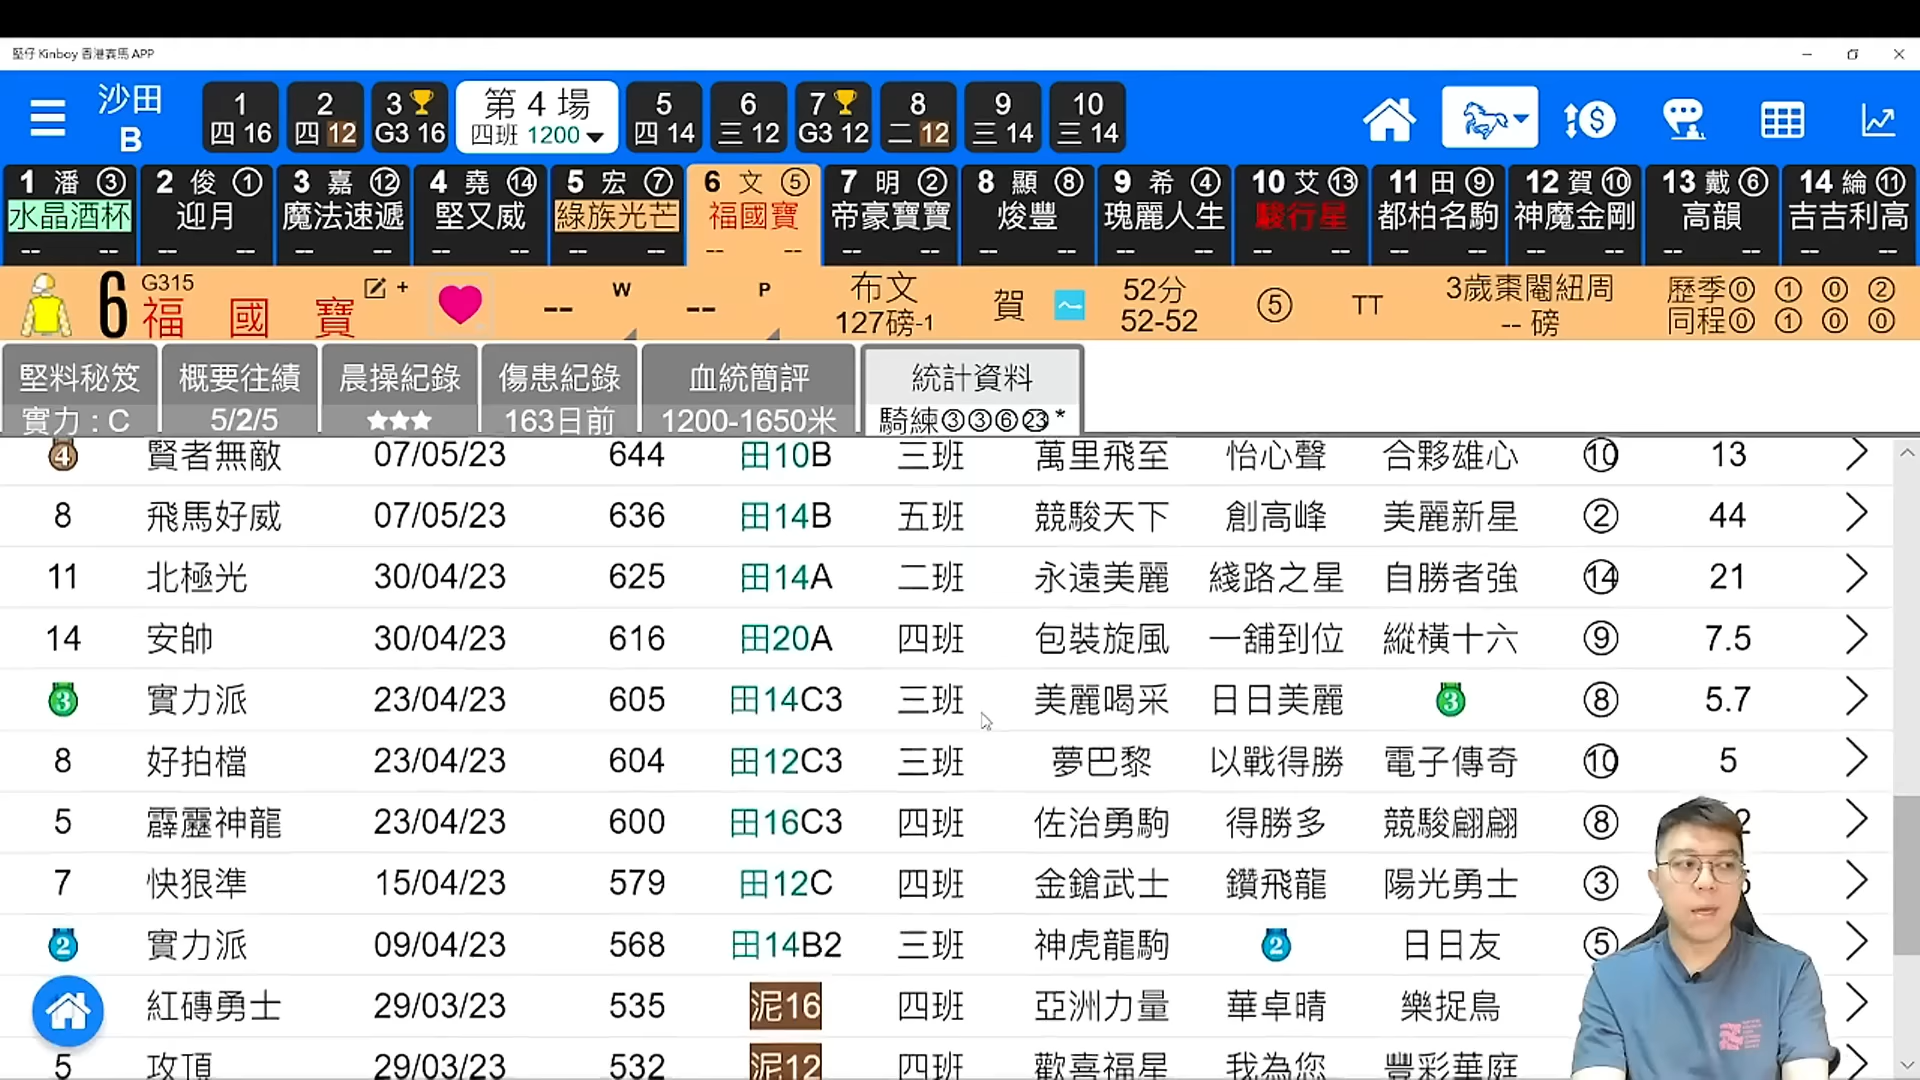 堅仔 Kinboy 香港賽馬 APP
沙田 B
1 四 16
2 四 12
3 G3 16
第 4 場 四班 1200
5 四 14
6 三 12
7 G3 12
8 二 12
9 三 14
10 三 14
1 潘 ③ 水晶酒杯 -- --
2 俊 ① 迎月 -- --
3 嘉 ⑫ 魔法速遞 -- --
4 堯 ⑭ 堅又威 -- --
5 宏 ⑦ 綠族光芒 -- --
6 文 ⑤ 福國寶 -- --
7 明 ② 帝豪寶寶 -- --
8 顯 ⑧ 焌豐 -- --
9 希 ④ 瑰麗人生 -- --
10 艾 ⑬ 駿行星 -- --
11 田 ⑨ 都柏名駒 -- --
12 賀 ⑩ 神魔金剛 -- --
13 戴 ⑥ 高韻 -- --
14 綸 ⑪ 吉吉利高 -- --
6 G315 福國寶 + -- W -- P 布文 127磅-1 賀 52分 52-52 ⑤ TT 3歲棗閹紐周 -- 磅
歷季⓪ ① ⓪ ②
同程⓪ ① ⓪ ⓪
堅料秘笈 實力 : C
概要往績 5/2/5
晨操紀錄 ★★★
傷患紀錄 163日前
血統簡評 1200-1650米
統計資料 騎練③③⑥㉓*
4 賢者無敵 07/05/23 644 田10B 三班 萬里飛至 怡心聲 合夥雄心 ⑩ 13
8 飛馬好威 07/05/23 636 田14B 五班 競駿天下 創高峰 美麗新星 ② 44
11 北極光 30/04/23 625 田14A 二班 永遠美麗 綫路之星 自勝者強 ⑭ 21
14 安帥 30/04/23 616 田20A 四班 包裝旋風 一舖到位 縱橫十六 ⑨ 7.5
3 實力派 23/04/23 605 田14C3 三班 美麗喝采 日日美麗 3 ⑧ 5.7
8 好拍檔 23/04/23 604 田12C3 三班 夢巴黎 以戰得勝 電子傳奇 ⑩ 5
5 霹靂神龍 23/04/23 600 田16C3 四班 佐治勇駒 得勝多 競駿翩翩 ⑧
7 快狠準 15/04/23 579 田12C 四班 金鎗武士 鑽飛龍 陽光勇士 ③
2 實力派 09/04/23 568 田14B2 三班 神虎龍駒 2 日日友 ⑤
紅磚勇士 29/03/23 535 泥16 四班 亞洲力量 華卓晴 樂捉鳥
5 攻頂 29/03/23 532 泥12 四班 歡喜福星 我為您 豐彩華庭